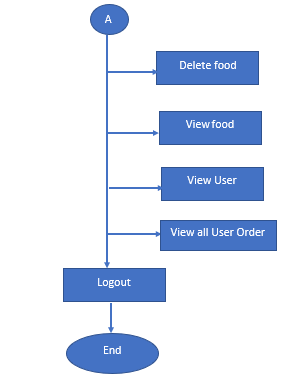 A
Delete food
View food
View User
View all User Order
Logout
End